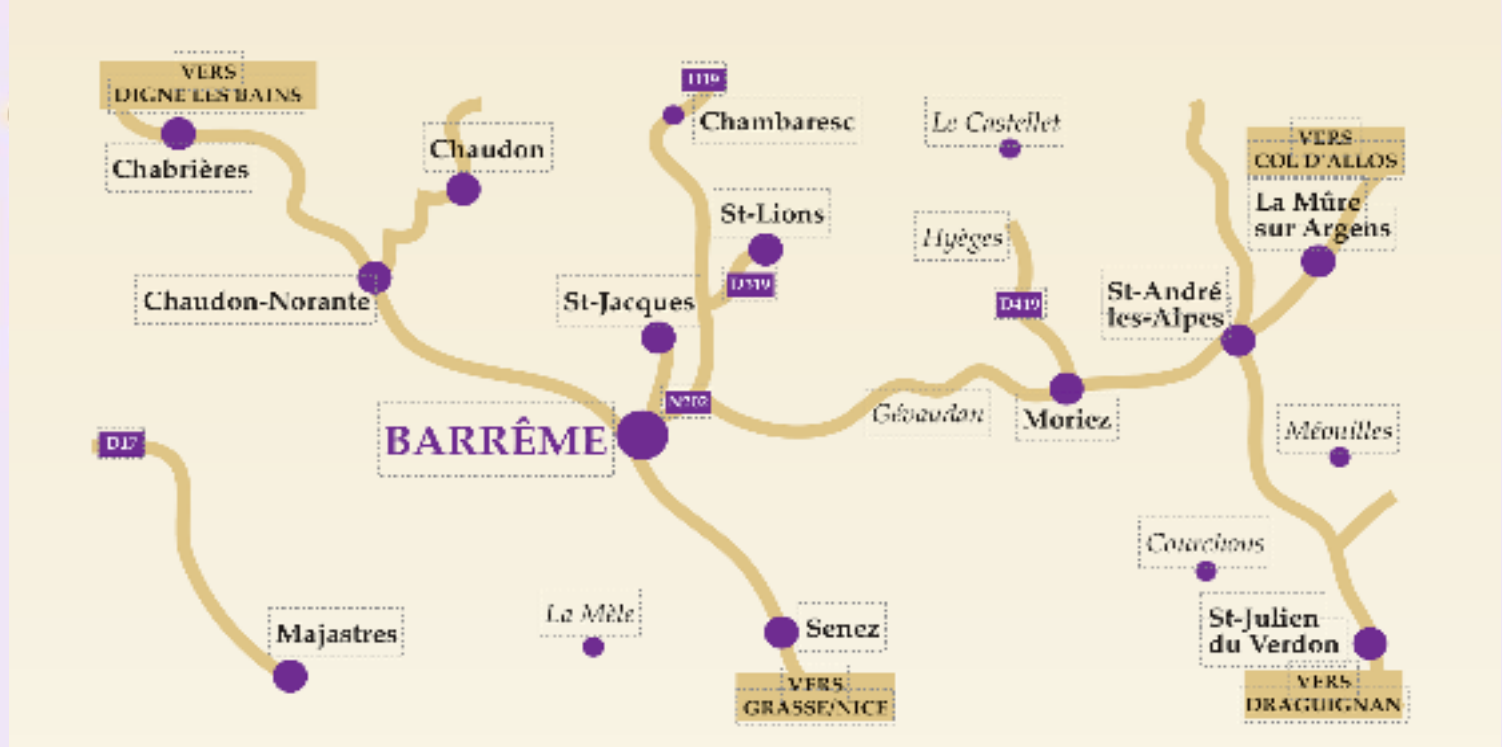 VERS
DIGNE LES BAINS
Chabrières
Chaudon
Chambaresc
Le Castellet
VERS
COL D'ALLOS
La Mûre
sur Argens
St-Lions
Hyèges
D419
St-André
les-Alpes
Chaudon-Norante
St-Jacques
N202
BARRÊME
Gévaudan
Moriez
Méouilles
D17
Courchons
St-Julien
du Verdon
La Mèle
Senez
Majastres
VERS
GRASSE/NICE
VERS
DRAGUIGNAN